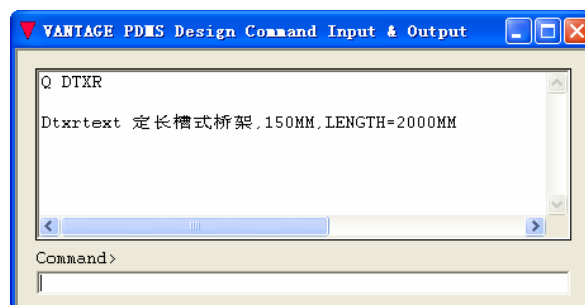 VANTAGE PDMS Design Command Input & Output
Q DTXR
Dtxrtext 定长槽式桥架,150MM,LENGTH=2000MM
Command>